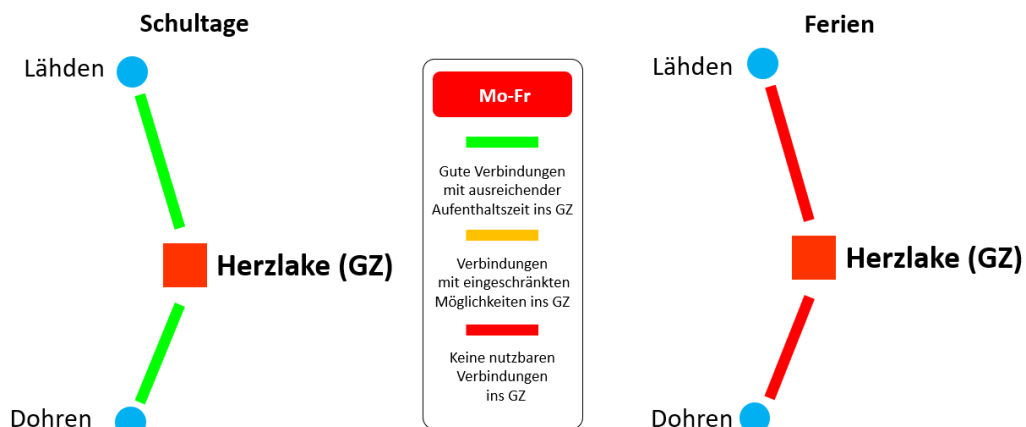 Schultage
Lähden
Herzlake (GZ)
Dohren
Mo-Fr
Gute Verbindungen
mit ausreichender
Aufenthaltszeit ins GZ
Verbindungen
mit eingeschränkten
Möglichkeiten ins GZ
Keine nutzbaren
Verbindungen
ins GZ
Ferien
Lähden
Herzlake (GZ)
Dohren